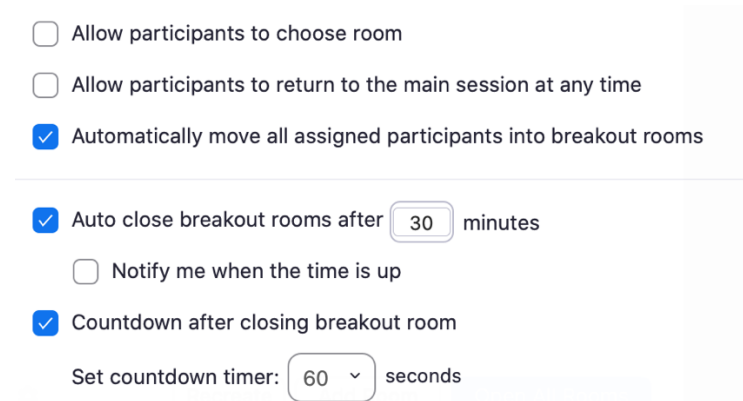 Allow participants to choose room
Allow participants to return to the main session at any time
Automatically move all assigned participants into breakout rooms
Auto close breakout rooms after 30 minutes
Notify me when the time is up
Countdown after closing breakout room
Set countdown timer: 60 seconds